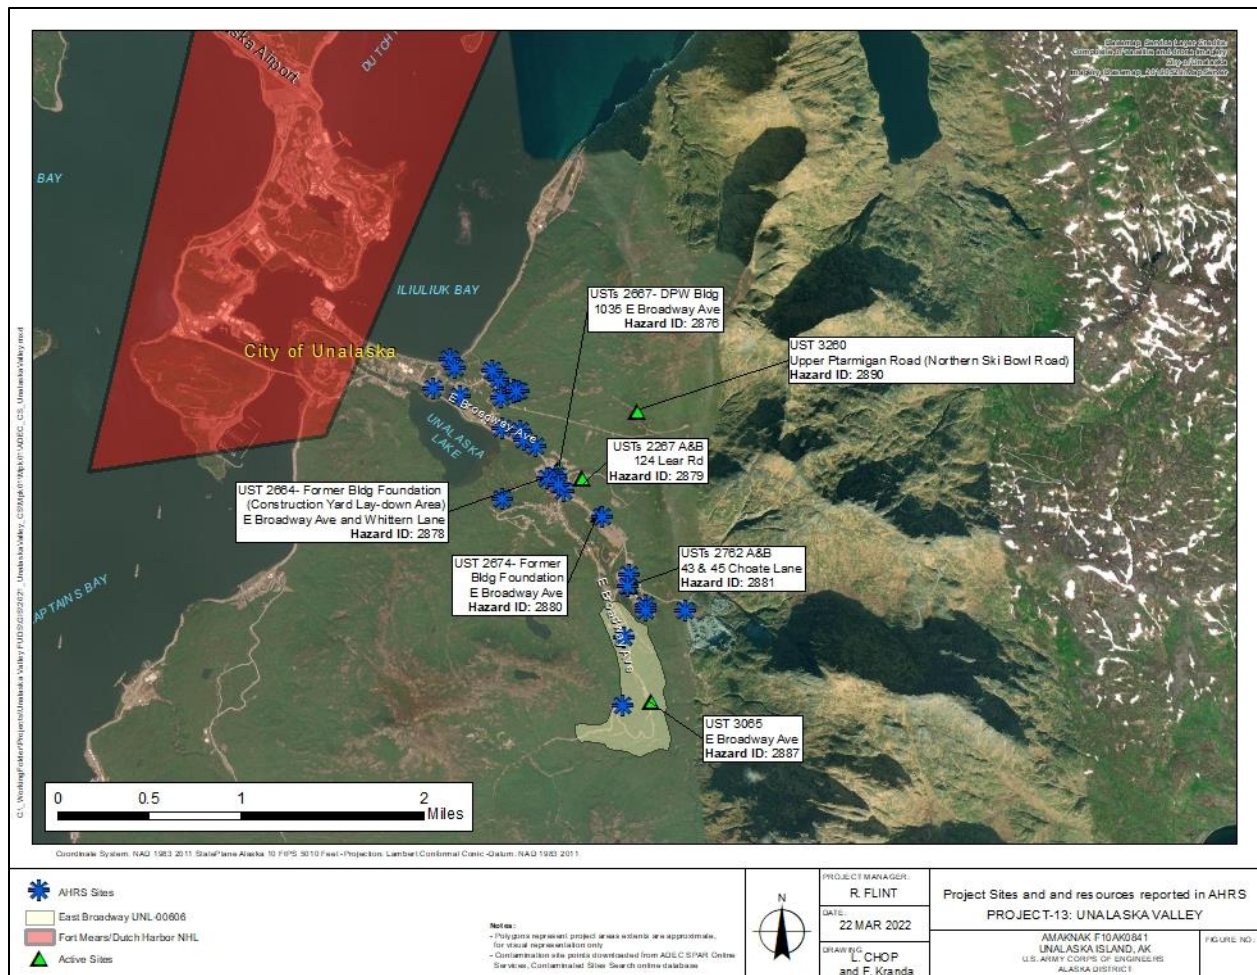 ska Airport
DUTCH
BAY
ILIULIUK BAY
City of Unalaska
USTs 2667- DPW Bldg
1035 E Broadway Ave
Hazard ID: 2876
UST 3260
Upper Ptarmigan Road (Northern Ski Bowl Road)
Hazard ID: 2890
E Broadway Ave
UNALASKA
LAKE
USTs 2267 A&B
124 Lear Rd
Hazard ID: 2879
UST 2664- Former Bldg Foundation
(Construction Yard Lay-down Area)
E Broadway Ave and Whittern Lane
Hazard ID: 2878
UST 2674- Former
Bldg Foundation
E Broadway Ave
Hazard ID: 2880
USTs 2762 A&B
43 & 45 Choate Lane
Hazard ID: 2881
APTAINS BAY
E Broadway Ave
UST 3065
E Broadway Ave
Hazard ID: 2887
0 0.5 1 2
Miles
Coordinate System: NAD 1983 2011 StatePlane Alaska 10 FIPS 5010 Feet - Projection: Lambert Conformal Conic - Datum: NAD 1983 2011
AHRS Sites
East Broadway UNL-00606
Fort Mears/Dutch Harbor NHL
Active Sites
Notes:
- Polygons represent project areas extents are approximate,
for visual representation only
- Contamination site points downloaded from ADEC SPAR Online
Services, Contaminated Sites Search online database
N
PROJECT MANAGER:
R. FLINT
DATE:
22 MAR 2022
DRAWING
L. CHOP
and F. Kranda
Project Sites and and resources reported in AHRS
PROJECT-13: UNALASKA VALLEY
AMAKNAK F10AK0841
UNALASKA ISLAND, AK
U.S. ARMY CORPS OF ENGINEERS
ALASKA DISTRICT
FIGURE NO: